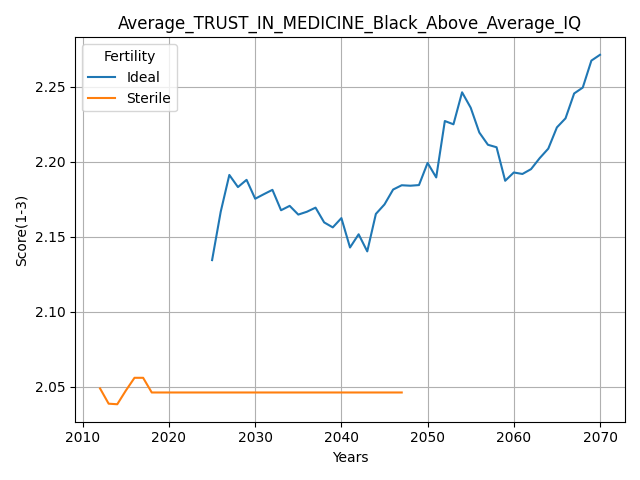 Average_TRUST_IN_MEDICINE_Black_Above_Average_IQ
Fertility
Ideal
Sterile
Score(1-3)
2.25
2.20
2.15
2.10
2.05
2010 2020 2030 2040 2050 2060 2070
Years